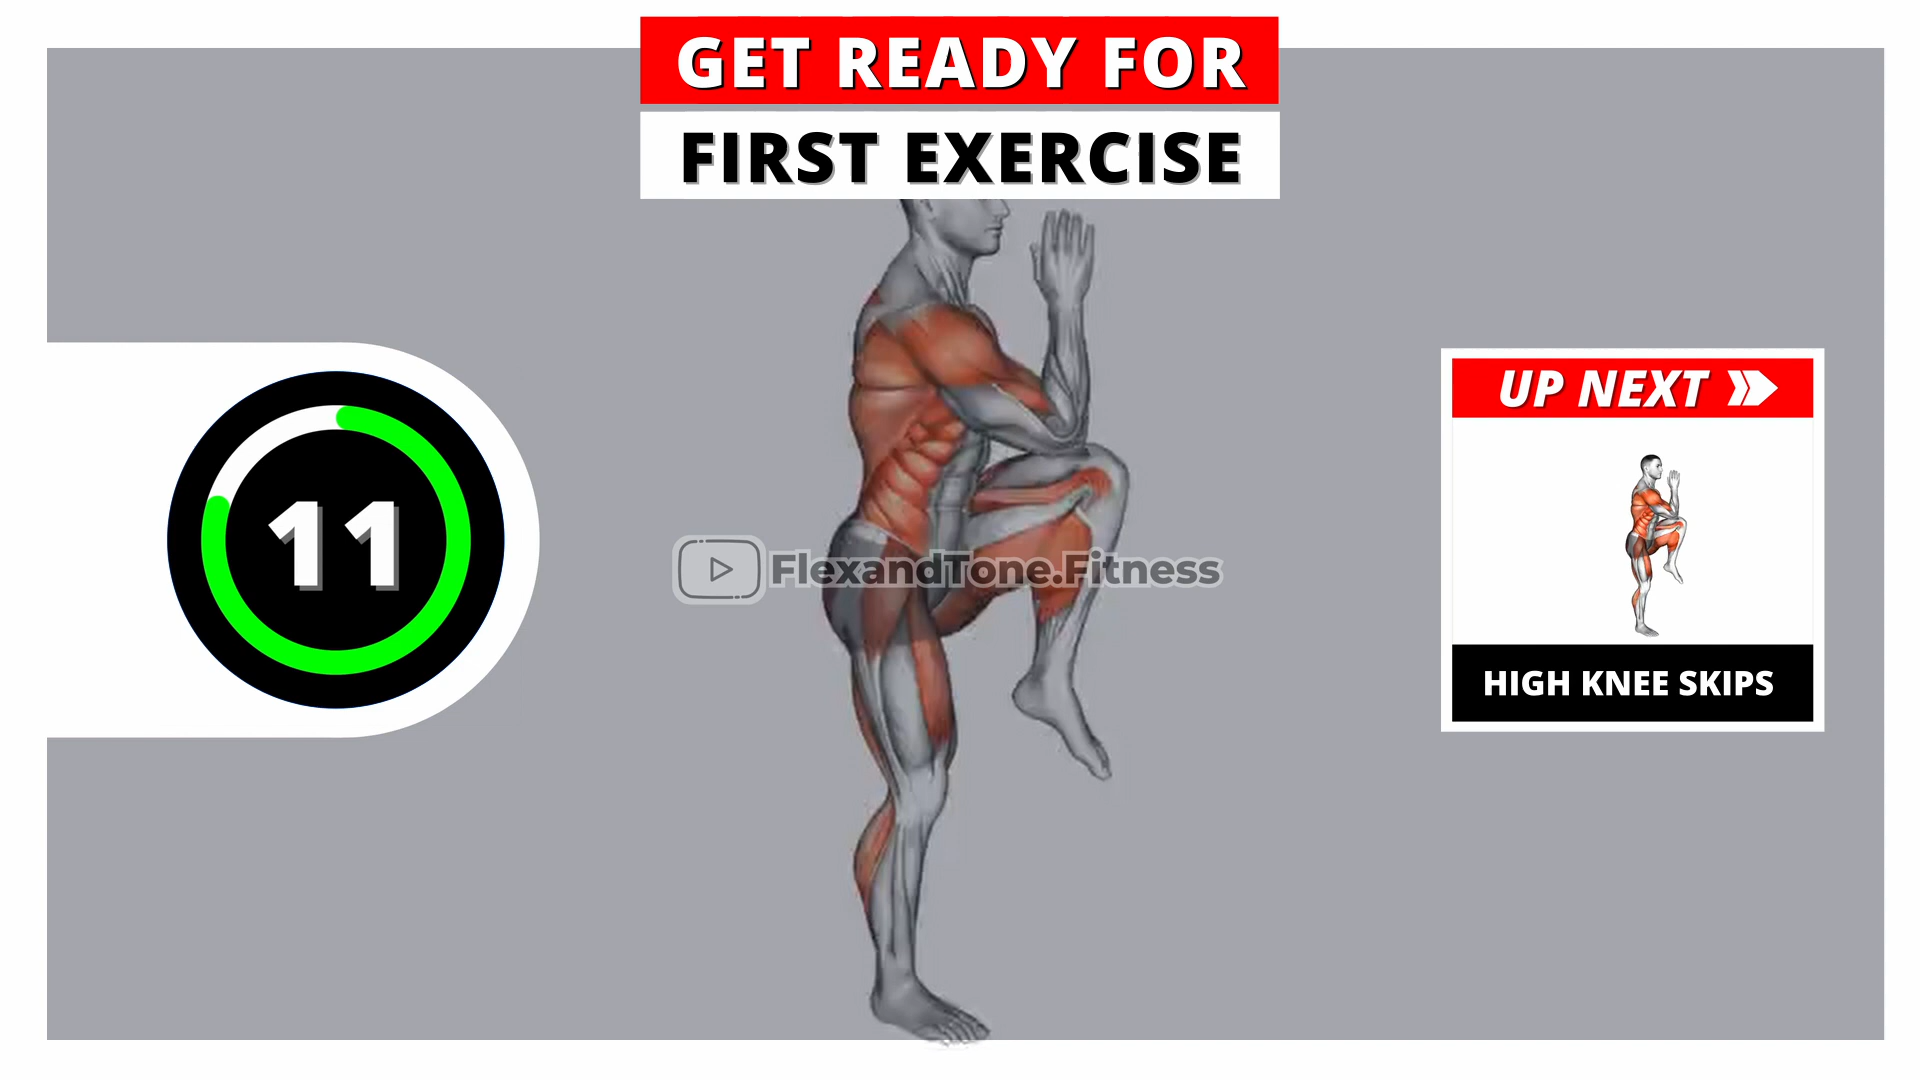 GET READY FOR
FIRST EXERCISE
11
UP NEXT
FlexandTone.Fitness
HIGH KNEE SKIPS